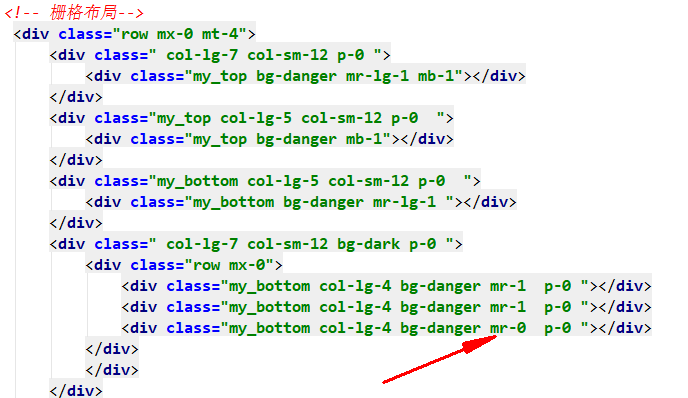 <!-- 栅格布局-->
<div class="row mx-0 mt-4">
<div class=" col-lg-7 col-sm-12 p-0 ">
<div class="my_top bg-danger mr-lg-1 mb-1"></div>
</div>
<div class="my_top col-lg-5 col-sm-12 p-0  ">
<div class="my_top bg-danger mb-1"></div>
</div>
<div class="my_bottom col-lg-5 col-sm-12 p-0  ">
<div class="my_bottom bg-danger mr-lg-1 "></div>
</div>
<div class=" col-lg-7 col-sm-12 bg-dark p-0 ">
<div class="row mx-0">
<div class="my_bottom col-lg-4 bg-danger mr-1  p-0 "></div>
<div class="my_bottom col-lg-4 bg-danger mr-1  p-0 "></div>
<div class="my_bottom col-lg-4 bg-danger mr-0  p-0 "></div>
</div>
</div>
</div>